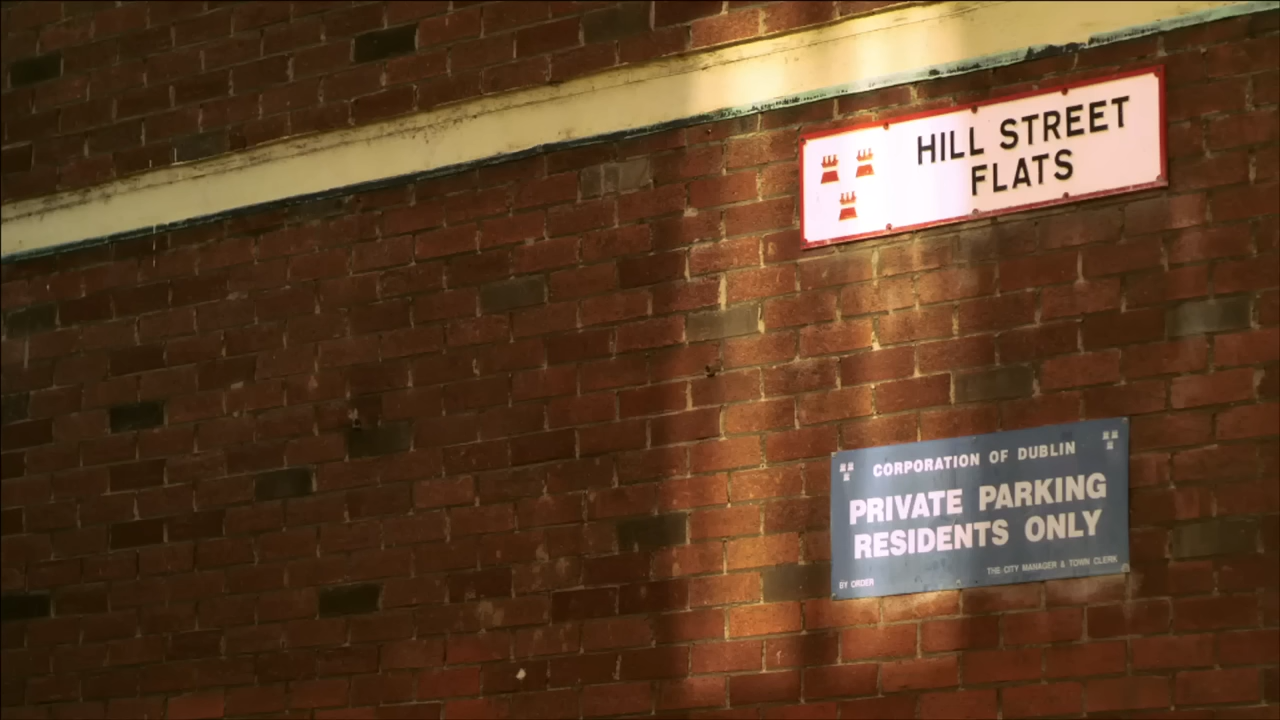 HILL STREET
FLATS
CORPORATION OF DUBLIN
PRIVATE PARKING
RESIDENTS ONLY
THE CITY MANAGER & TOWN CLERK
BY ORDER